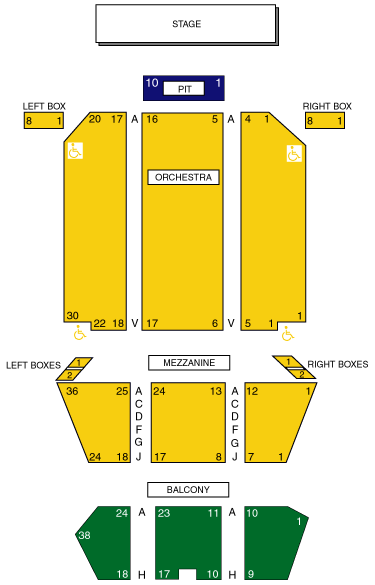 STAGE
10 1
PIT
LEFT BOX RIGHT BOX
8 1 8 1
20 17 A 16 5 A 4 1
ORCHESTRA
30 1
22 18 V 17 6 V 5 1
MEZZANINE
LEFT BOXES 1 1 RIGHT BOXES
2 2
36 25 A 24 13 A 12 1
C C
D D
F F
G G
24 18 J 17 8 J 7 1
BALCONY
24 A 23 11 A 10 1
38
18 H 17 10 H 9